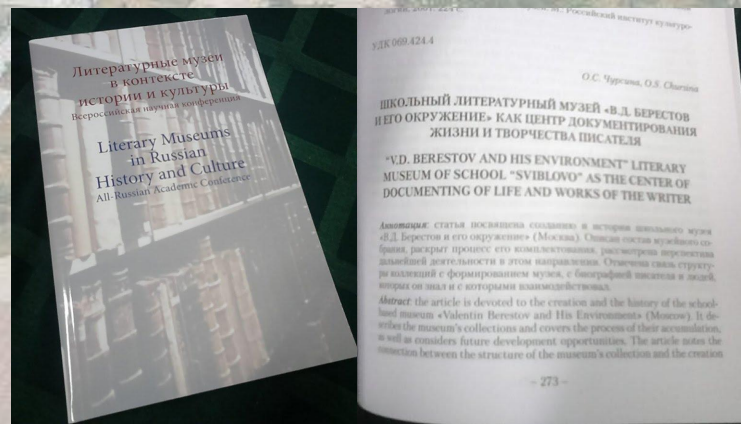 Литературные музеи
в контексте
истории и культуры
Всероссийская научная конференция
Literary Museums
in Russian
History and Culture
All-Russian Academic Conference
Российский институт культуро-
УДК 069.424.4
О.С. Чурсина, O.S. Chursina
ШКОЛЬНЫЙ ЛИТЕРАТУРНЫЙ МУЗЕЙ «В.Д. БЕРЕСТОВ
И ЕГО ОКРУЖЕНИЕ» КАК ЦЕНТР ДОКУМЕНТИРОВАНИЯ
ЖИЗНИ И ТВОРЧЕСТВА ПИСАТЕЛЯ
“V.D. BERESTOV AND HIS ENVIRONMENT” LITERARY
MUSEUM OF SCHOOL “SVIBLOVO” AS THE CENTER OF
DOCUMENTING OF LIFE AND WORKS OF THE WRITER
Аннотация: статья посвящена созданию и истории школьного музея
«В.Д. Берестов и его окружение» (Москва). Описан состав музейного со-
брания, раскрыт процесс его комплектования, рассмотрена перспектива
дальнейшей деятельности в этом направлении. Отмечена связь структу-
ры коллекций с формированием музея, с биографией писателя и людей,
которых он знал и с которыми взаимодействовал.
Abstract: the article is devoted to the creation and the history of the school-
based museum «Valentin Berestov and His Environment» (Moscow). It de-
scribes the museum's collections and covers the process of their accumulation,
as well as considers future development opportunities. The article notes the
connection between the structure of the museum's collection and the creation
– 273 –